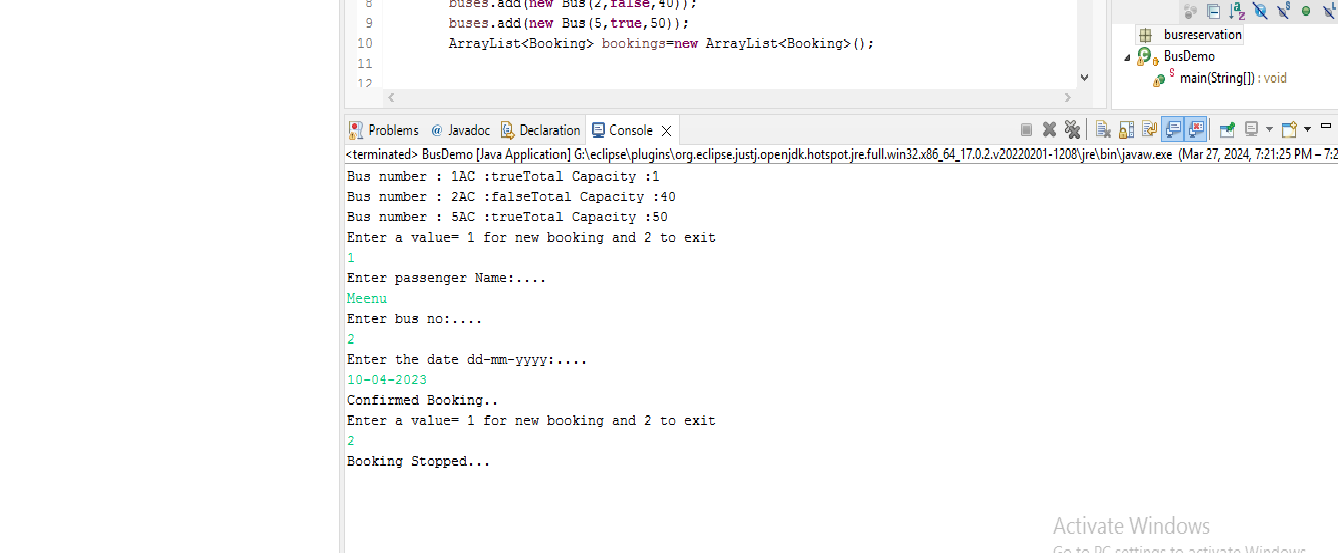 8 buses.add(new Bus(2,false,40));
9 buses.add(new Bus(5,true,50));
10 ArrayList<Booking> bookings=new ArrayList<Booking>();
11
12
busreservation
BusDemo
main(String[]) : void
Problems @ Javadoc Declaration Console
<terminated> BusDemo [Java Application] G:\eclipse\plugins\org.eclipse.justj.openjdk.hotspot.jre.full.win32.x86_64_17.0.2.v20220201-1208\jre\bin\javaw.exe (Mar 27, 2024, 7:21:25 PM – 7:2
Bus number : 1AC :trueTotal Capacity :1
Bus number : 2AC :falseTotal Capacity :40
Bus number : 5AC :trueTotal Capacity :50
Enter a value= 1 for new booking and 2 to exit
1
Enter passenger Name:....
Meenu
Enter bus no:....
2
Enter the date dd-mm-yyyy:....
10-04-2023
Confirmed Booking..
Enter a value= 1 for new booking and 2 to exit
2
Booking Stopped...
Activate Windows
Go to PC settings to activate Windows.